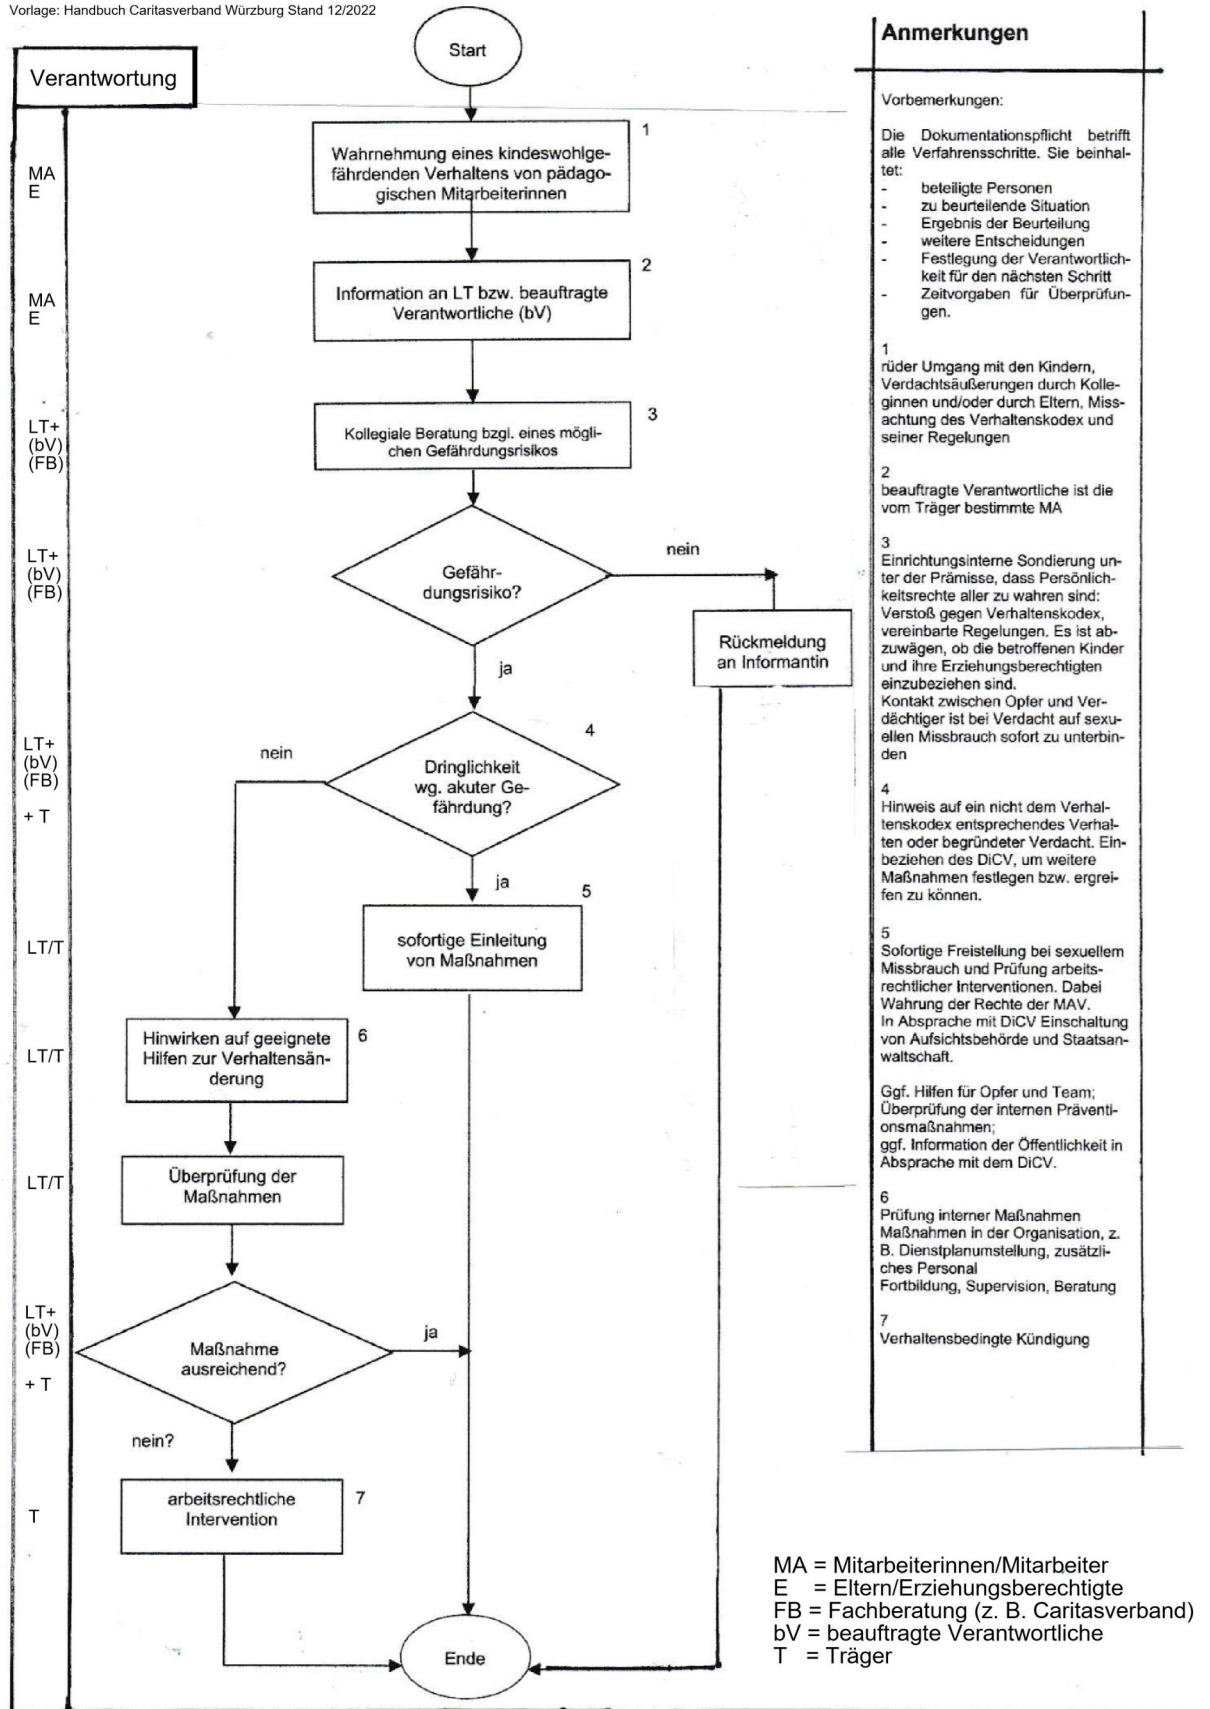 Vorlage: Handbuch Caritasverband Würzburg Stand 12/2022
Verantwortung
Start
MA
E
1
Wahrnehmung eines kindeswohlge-
fährdenden Verhaltens von pädago-
gischen Mitarbeiterinnen
MA
E
2
Information an LT bzw. beauftragte
Verantwortliche (bV)
LT+
(bV)
(FB)
3
Kollegiale Beratung bzgl. eines mögli-
chen Gefährdungsrisikos
LT+
(bV)
(FB)
Gefähr-
dungsrisiko?
nein
Rückmeldung
an Informantin
ja
LT+
(bV)
(FB)
+ T
nein
4
Dringlichkeit
wg. akuter Ge-
fährdung?
ja
LT/T
5
sofortige Einleitung
von Maßnahmen
LT/T
6
Hinwirken auf geeignete
Hilfen zur Verhaltensän-
derung
LT/T
Überprüfung der
Maßnahmen
LT+
(bV)
(FB)
+ T
Maßnahme
ausreichend?
ja
nein?
T
arbeitsrechtliche
Intervention
7
Ende
Anmerkungen
Vorbemerkungen:
Die Dokumentationspflicht betrifft
alle Verfahrensschritte. Sie beinhal-
tet:
- beteiligte Personen
- zu beurteilende Situation
- Ergebnis der Beurteilung
- weitere Entscheidungen
- Festlegung der Verantwortlich-
keit für den nächsten Schritt
- Zeitvorgaben für Überprüfun-
gen.
1
rüder Umgang mit den Kindern,
Verdachtsäußerungen durch Kolle-
ginnen und/oder durch Eltern, Miss-
achtung des Verhaltenskodex und
seiner Regelungen
2
beauftragte Verantwortliche ist die
vom Träger bestimmte MA
3
Einrichtungsinterne Sondierung un-
ter der Prämisse, dass Persönlich-
keitsrechte aller zu wahren sind:
Verstoß gegen Verhaltenskodex,
vereinbarte Regelungen. Es ist ab-
zuwägen, ob die betroffenen Kinder
und ihre Erziehungsberechtigten
einzubeziehen sind.
Kontakt zwischen Opfer und Ver-
dächtiger ist bei Verdacht auf sexu-
ellen Missbrauch sofort zu unterbin-
den
4
Hinweis auf ein nicht dem Verhal-
tenskodex entsprechendes Verhal-
ten oder begründeter Verdacht. Ein-
beziehen des DiCV, um weitere
Maßnahmen festlegen bzw. ergrei-
fen zu können.
5
Sofortige Freistellung bei sexuellem
Missbrauch und Prüfung arbeits-
rechtlicher Interventionen. Dabei
Wahrung der Rechte der MAV.
In Absprache mit DiCV Einschaltung
von Aufsichtsbehörde und Staatsan-
waltschaft.
Ggf. Hilfen für Opfer und Team;
Überprüfung der internen Präventi-
onsmaßnahmen;
ggf. Information der Öffentlichkeit in
Absprache mit dem DiCV.
6
Prüfung interner Maßnahmen
Maßnahmen in der Organisation, z.
B. Dienstplanumstellung, zusätzli-
ches Personal
Fortbildung, Supervision, Beratung
7
Verhaltensbedingte Kündigung
MA = Mitarbeiterinnen/Mitarbeiter
E = Eltern/Erziehungsberechtigte
FB = Fachberatung (z. B. Caritasverband)
bV = beauftragte Verantwortliche
T = Träger